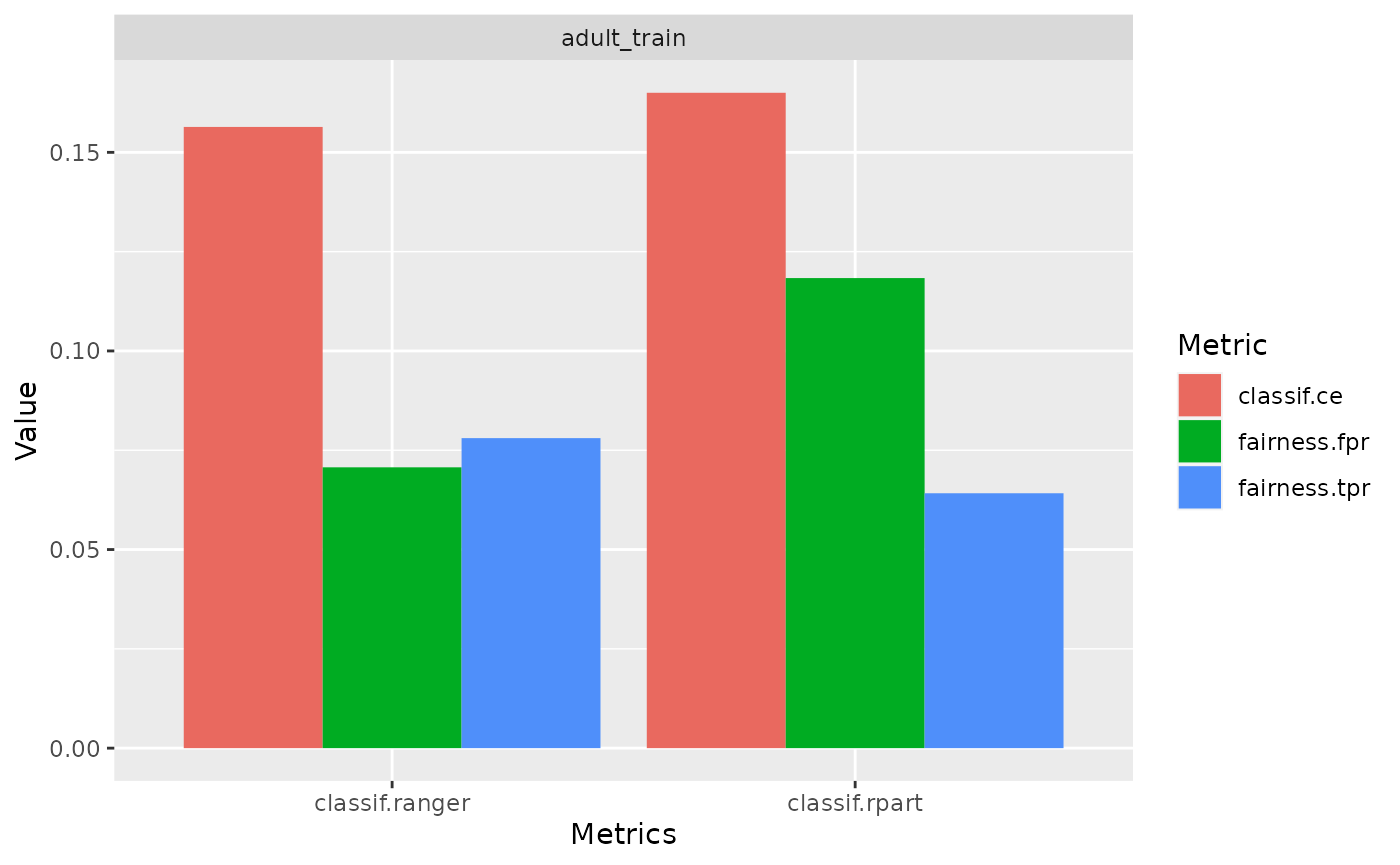 adult_train
0.15
0.10
0.05
0.00
Value
classif.ranger
classif.rpart
Metrics
Metric
classif.ce
fairness.fpr
fairness.tpr